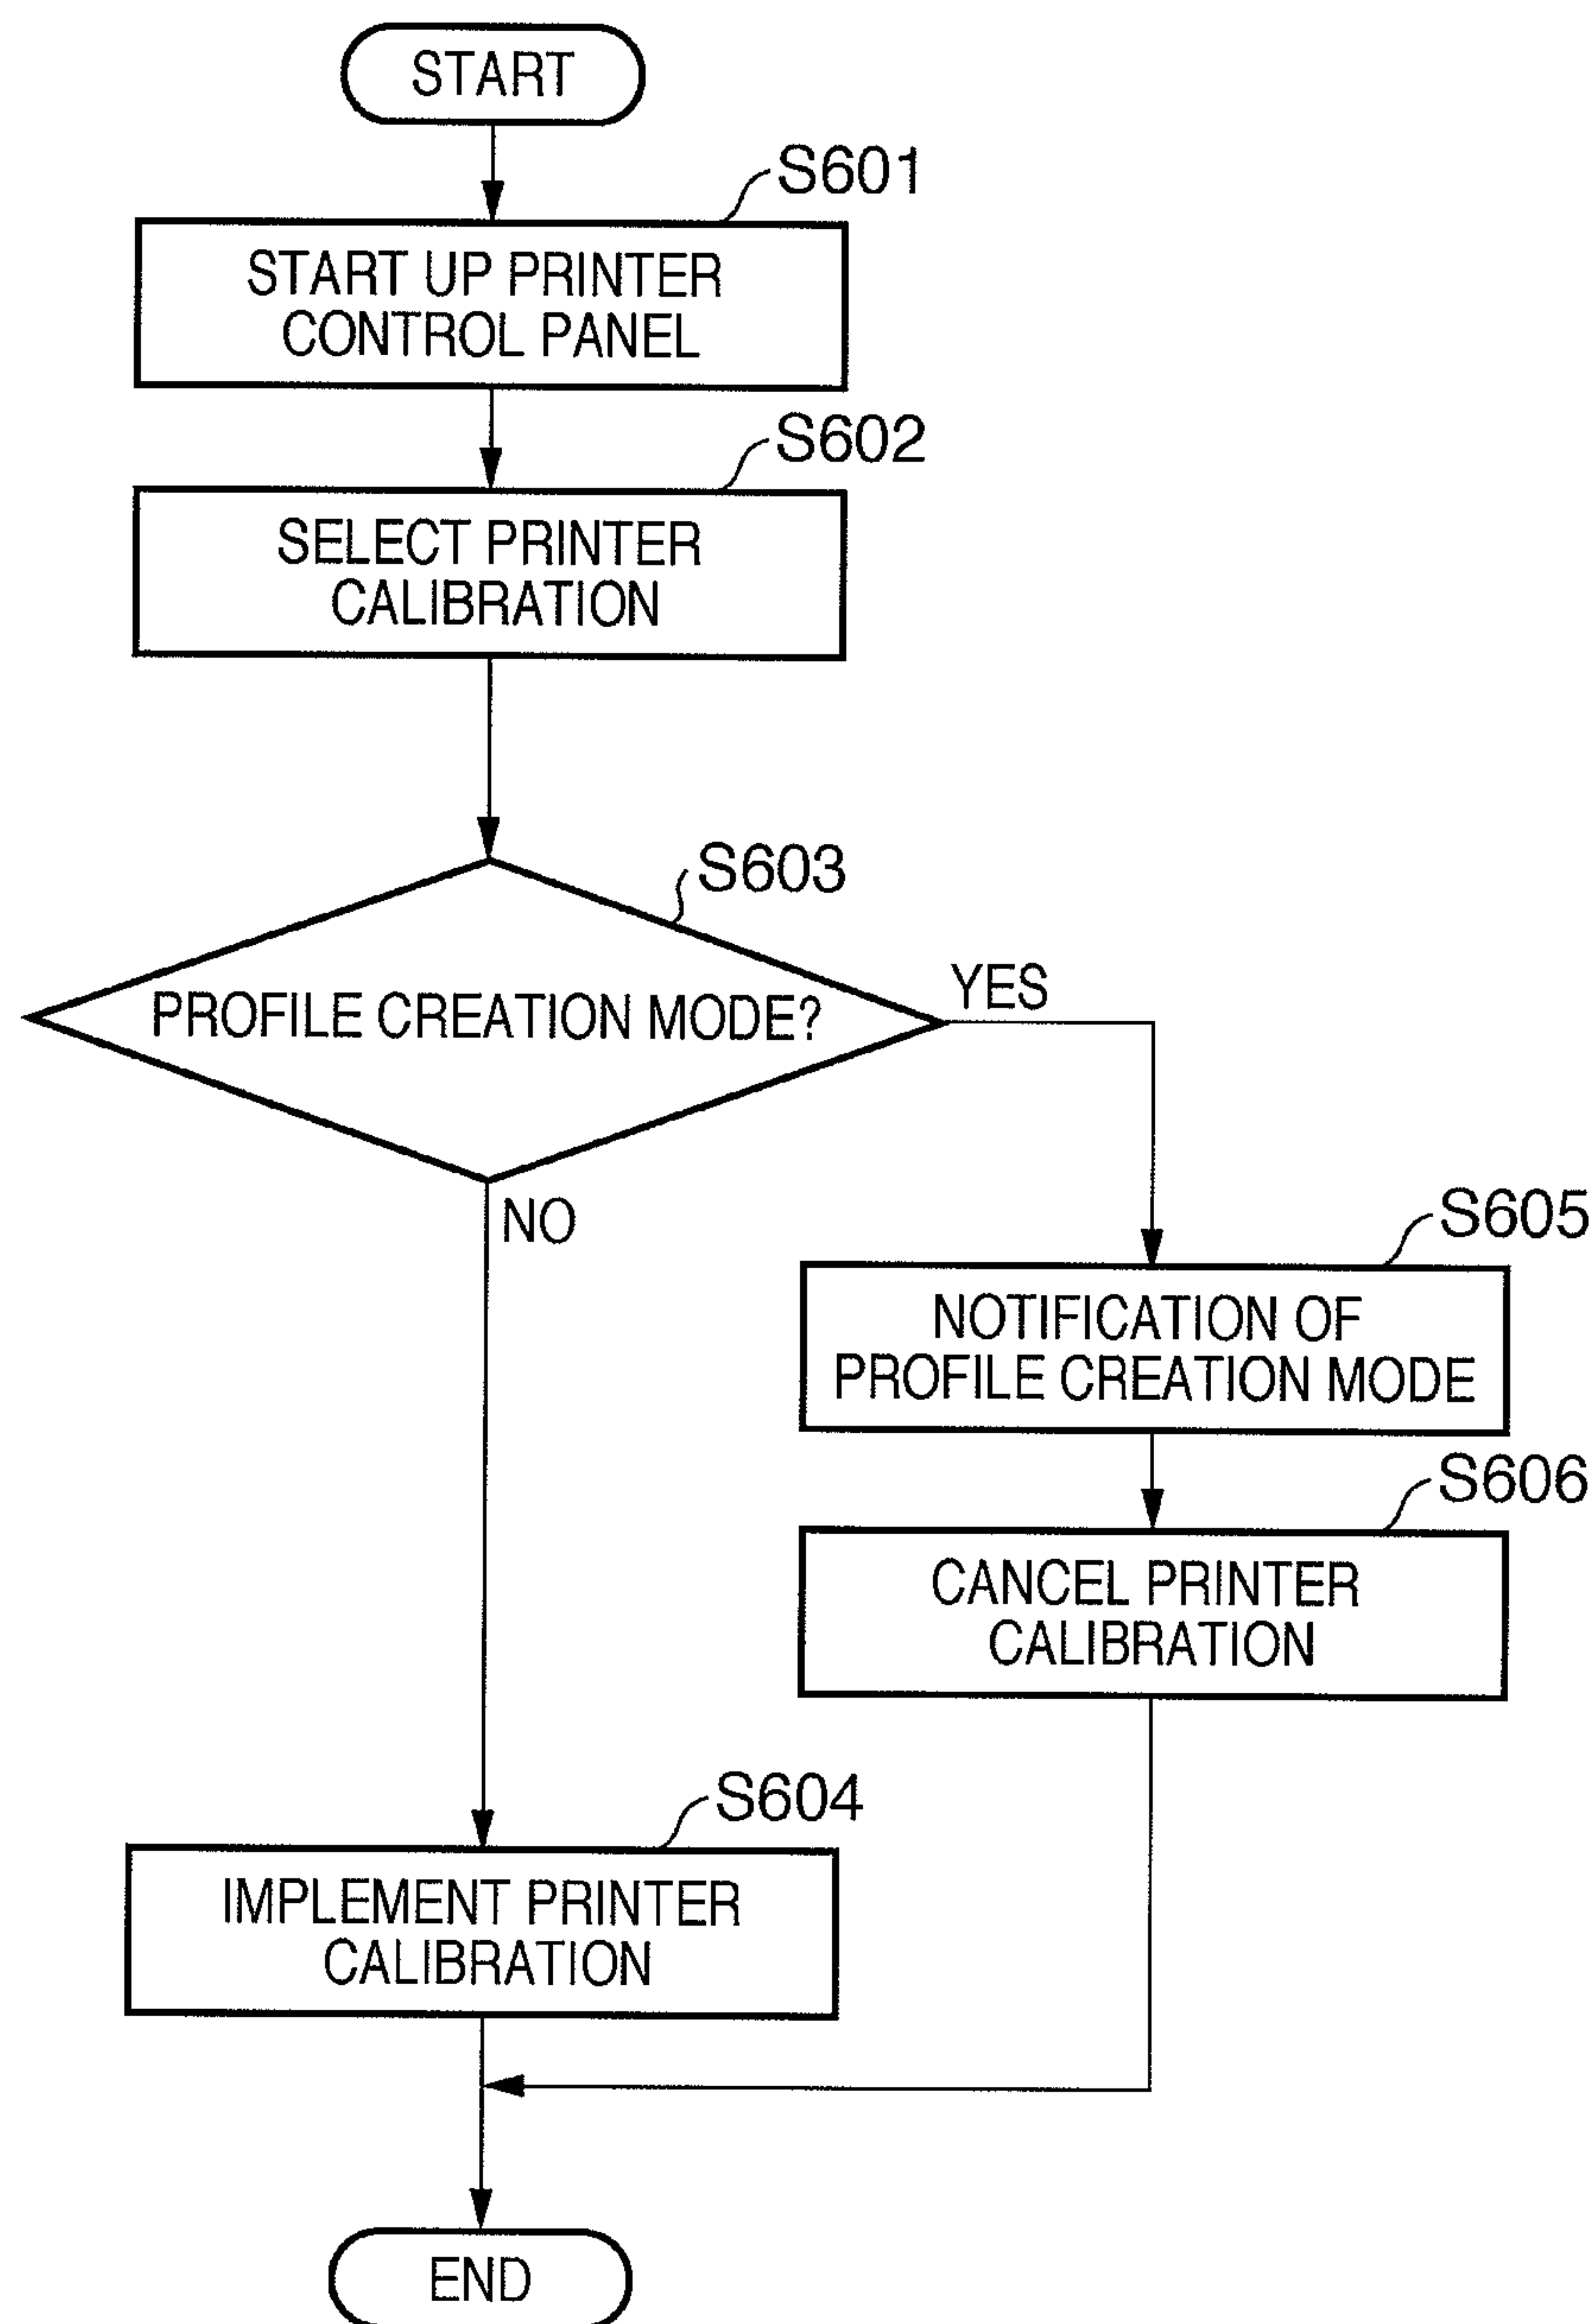 START
S601
START UP PRINTER
CONTROL PANEL
S602
SELECT PRINTER
CALIBRATION
S603
PROFILE CREATION MODE?
YES
NO
S605
NOTIFICATION OF
PROFILE CREATION MODE
S606
CANCEL PRINTER
CALIBRATION
S604
IMPLEMENT PRINTER
CALIBRATION
END